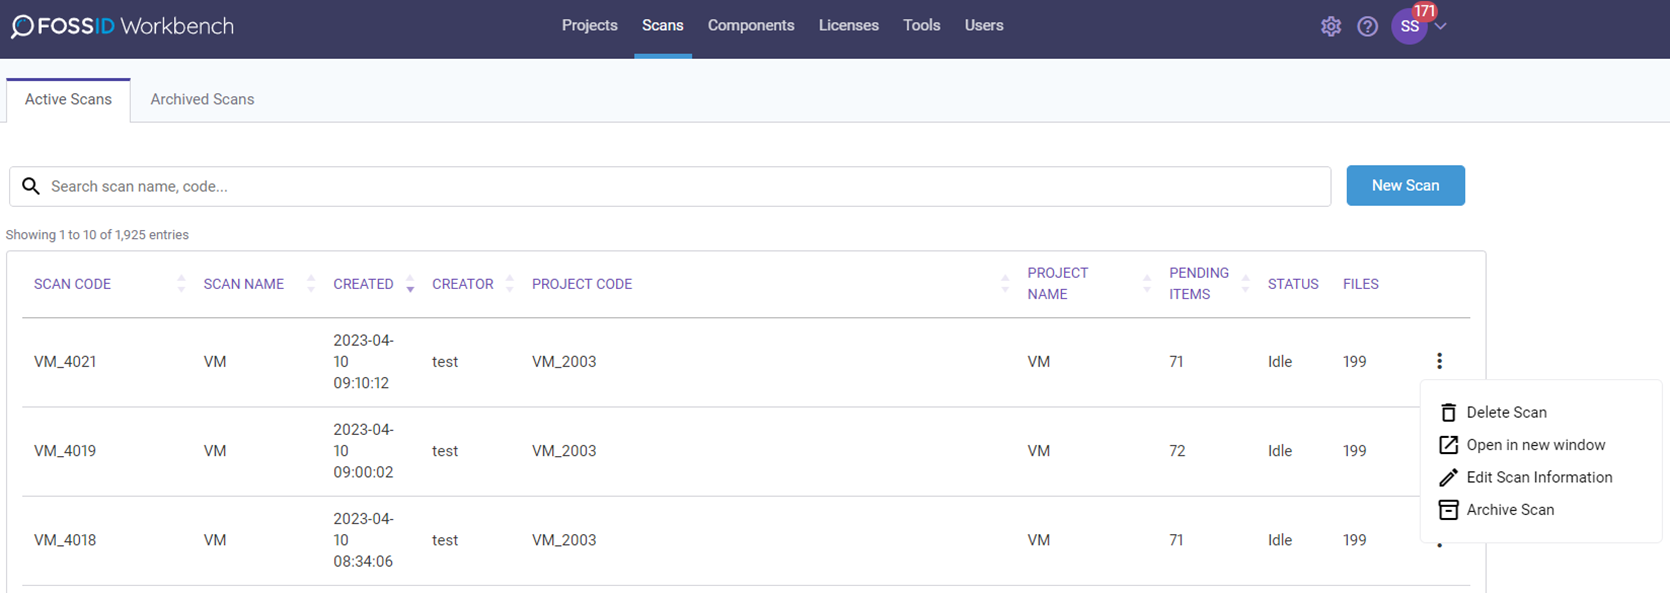 FOSSID Workbench
Projects Scans Components Licenses Tools Users
171
SS
Active Scans Archived Scans
Search scan name, code...
New Scan
Showing 1 to 10 of 1,925 entries
SCAN CODE SCAN NAME CREATED CREATOR PROJECT CODE PROJECT NAME PENDING ITEMS STATUS FILES
VM_4021 VM 2023-04-10 09:10:12 test VM_2003 VM 71 Idle 199
Delete Scan
Open in new window
Edit Scan Information
Archive Scan
VM_4019 VM 2023-04-10 09:00:02 test VM_2003 VM 72 Idle 199
VM_4018 VM 2023-04-10 08:34:06 test VM_2003 VM 71 Idle 199